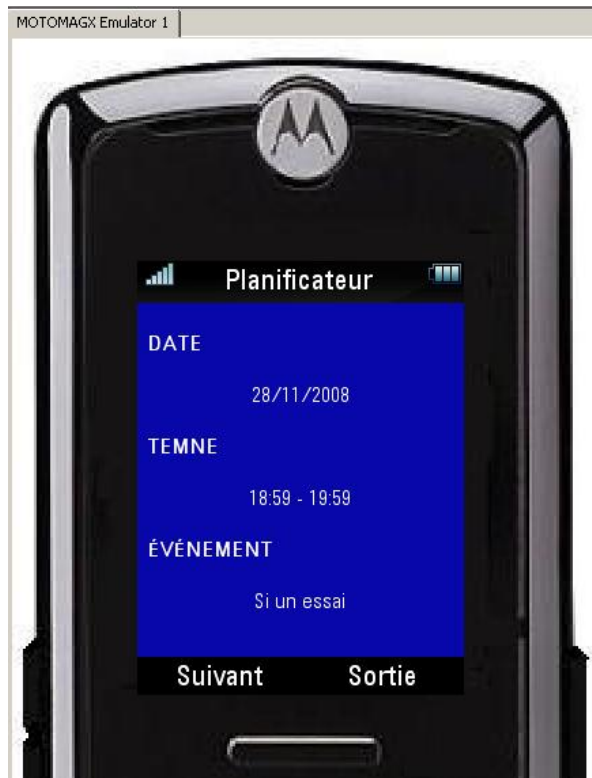 MOTOMAGX Emulator 1
Planificateur
DATE
28/11/2008
TEMNE
18:59 - 19:59
ÉVÉNEMENT
Si un essai
Suivant Sortie